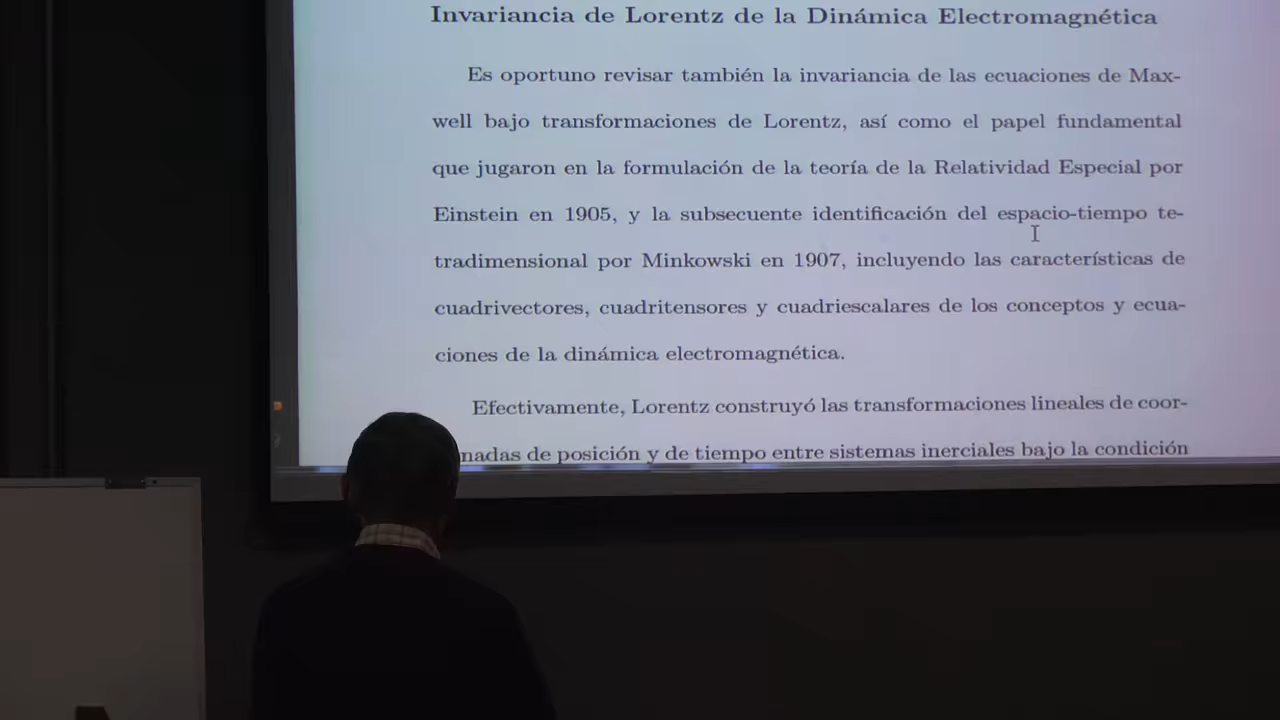 Invariancia de Lorentz de la Dinámica Electromagnética
Es oportuno revisar también la invariancia de las ecuaciones de Max-
well bajo transformaciones de Lorentz, así como el papel fundamental
que jugaron en la formulación de la teoría de la Relatividad Especial por
Einstein en 1905, y la subsecuente identificación del espacio-tiempo te-
tradimensional por Minkowski en 1907, incluyendo las características de
cuadrivectores, cuadritensores y cuadriescalares de los conceptos y ecua-
ciones de la dinámica electromagnética.
Efectivamente, Lorentz construyó las transformaciones lineales de coor-
nadas de posición y de tiempo entre sistemas inerciales bajo la condición